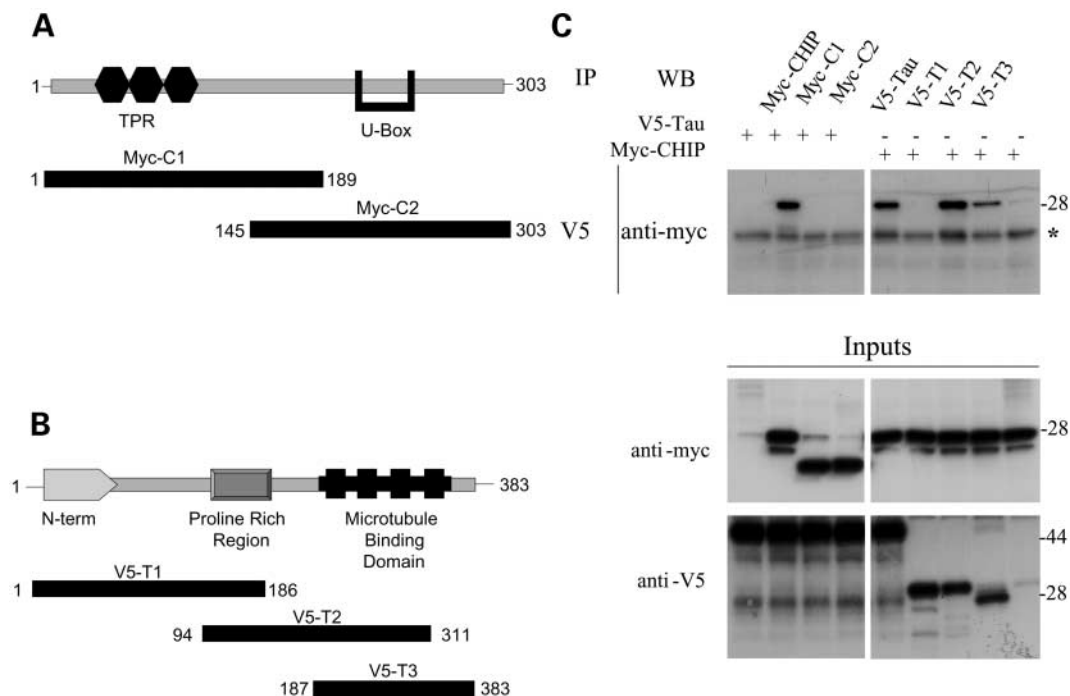 A
1
303
TPR
U-Box
Myc-C1
1
189
Myc-C2
145
303
B
1
383
N-term
Proline Rich
Region
Microtubule
Binding
Domain
V5-T1
1
186
V5-T2
94
311
V5-T3
187
383
C
IP
WB
Myc-CHIP
Myc-C1
Myc-C2
V5-Tau
V5-T1
V5-T2
V5-T3
V5-Tau
+ + + +
- - - - -
Myc-CHIP
+ + + + +
V5
anti-myc
-28
*
Inputs
anti-myc
-28
anti-V5
-44
-28